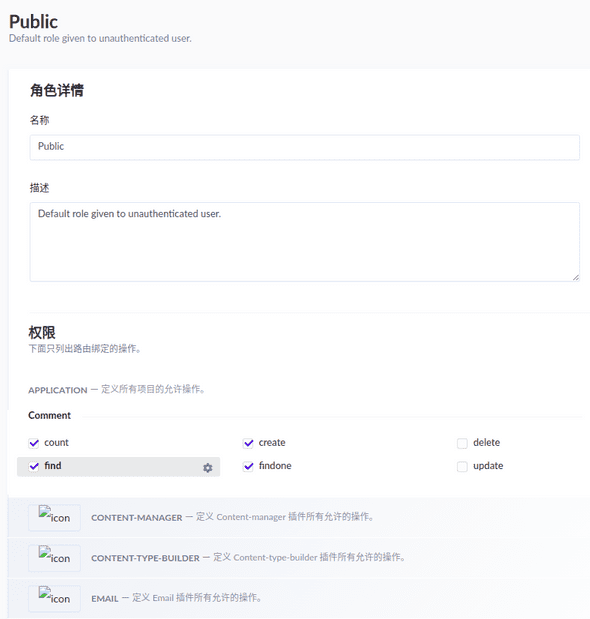 Public
Default role given to unauthenticated user.
角色详情
名称
Public
描述
Default role given to unauthenticated user.
权限
下面只列出路由绑定的操作。
APPLICATION — 定义所有项目的允许操作。
Comment
count create delete
find findone update
icon CONTENT-MANAGER — 定义 Content-manager 插件所有允许的操作。
icon CONTENT-TYPE-BUILDER — 定义 Content-type-builder 插件所有允许的操作。
icon EMAIL — 定义 Email 插件所有允许的操作。